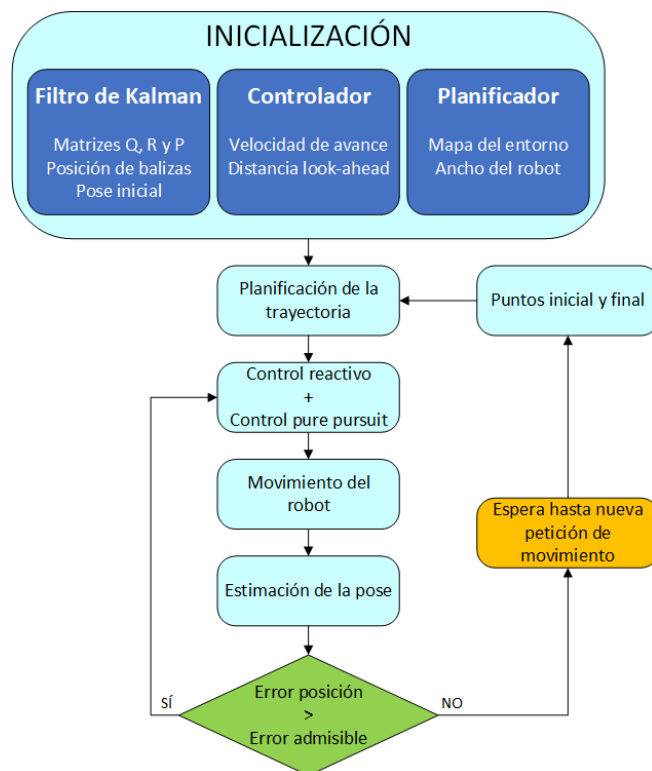 INICIALIZACIÓN
Filtro de Kalman
Matrizes Q, R y P
Posición de balizas
Pose inicial
Controlador
Velocidad de avance
Distancia look-ahead
Planificador
Mapa del entorno
Ancho del robot
Planificación de la
trayectoria
Puntos inicial y final
Control reactivo
+
Control pure pursuit
Movimiento del
robot
Espera hasta nueva
petición de
movimiento
Estimación de la pose
Error posición
>
Error admisible
SÍ
NO